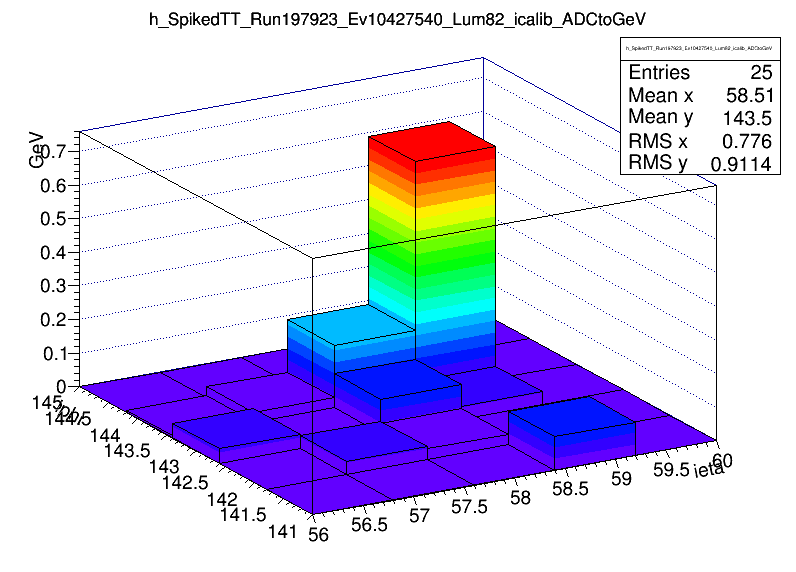 h_SpikedTT_Run197923_Ev10427540_Lum82_icalib_ADCtoGeV
h_SpikedTT_Run197923_Ev10427540_Lum82_icalib_ADCtoGeV
Entries 25
Mean x 58.51
Mean y 143.5
RMS x 0.776
RMS y 0.9114
GeV
0.7
0.6
0.5
0.4
0.3
0.2
0.1
0
145
144.5
144
143.5
143
142.5
142
141.5
141
56
56.5
57
57.5
58
58.5
59
59.5
60
ieta